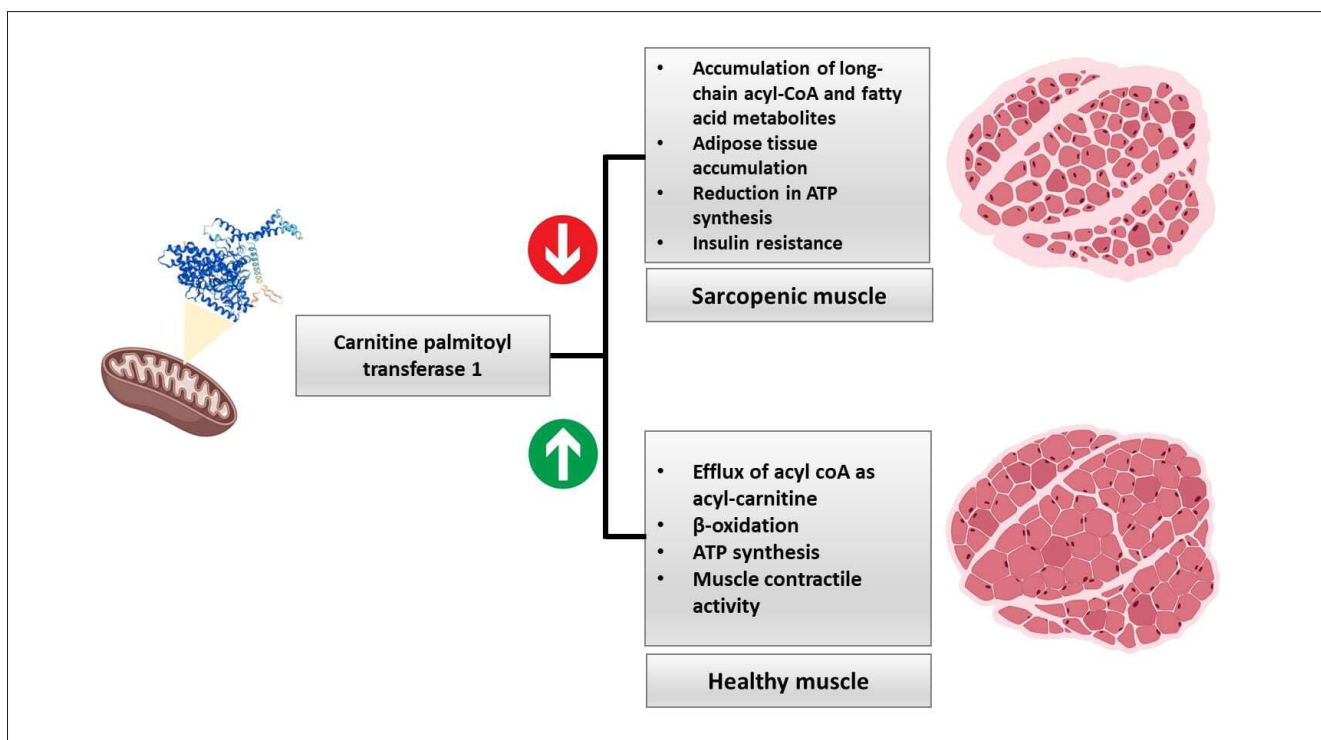 • Accumulation of long-
chain acyl-CoA and fatty
acid metabolites
• Adipose tissue
accumulation
• Reduction in ATP
synthesis
• Insulin resistance
Sarcopenic muscle
Carnitine palmitoyl
transferase 1
• Efflux of acyl coA as
acyl-carnitine
• β-oxidation
• ATP synthesis
• Muscle contractile
activity
Healthy muscle